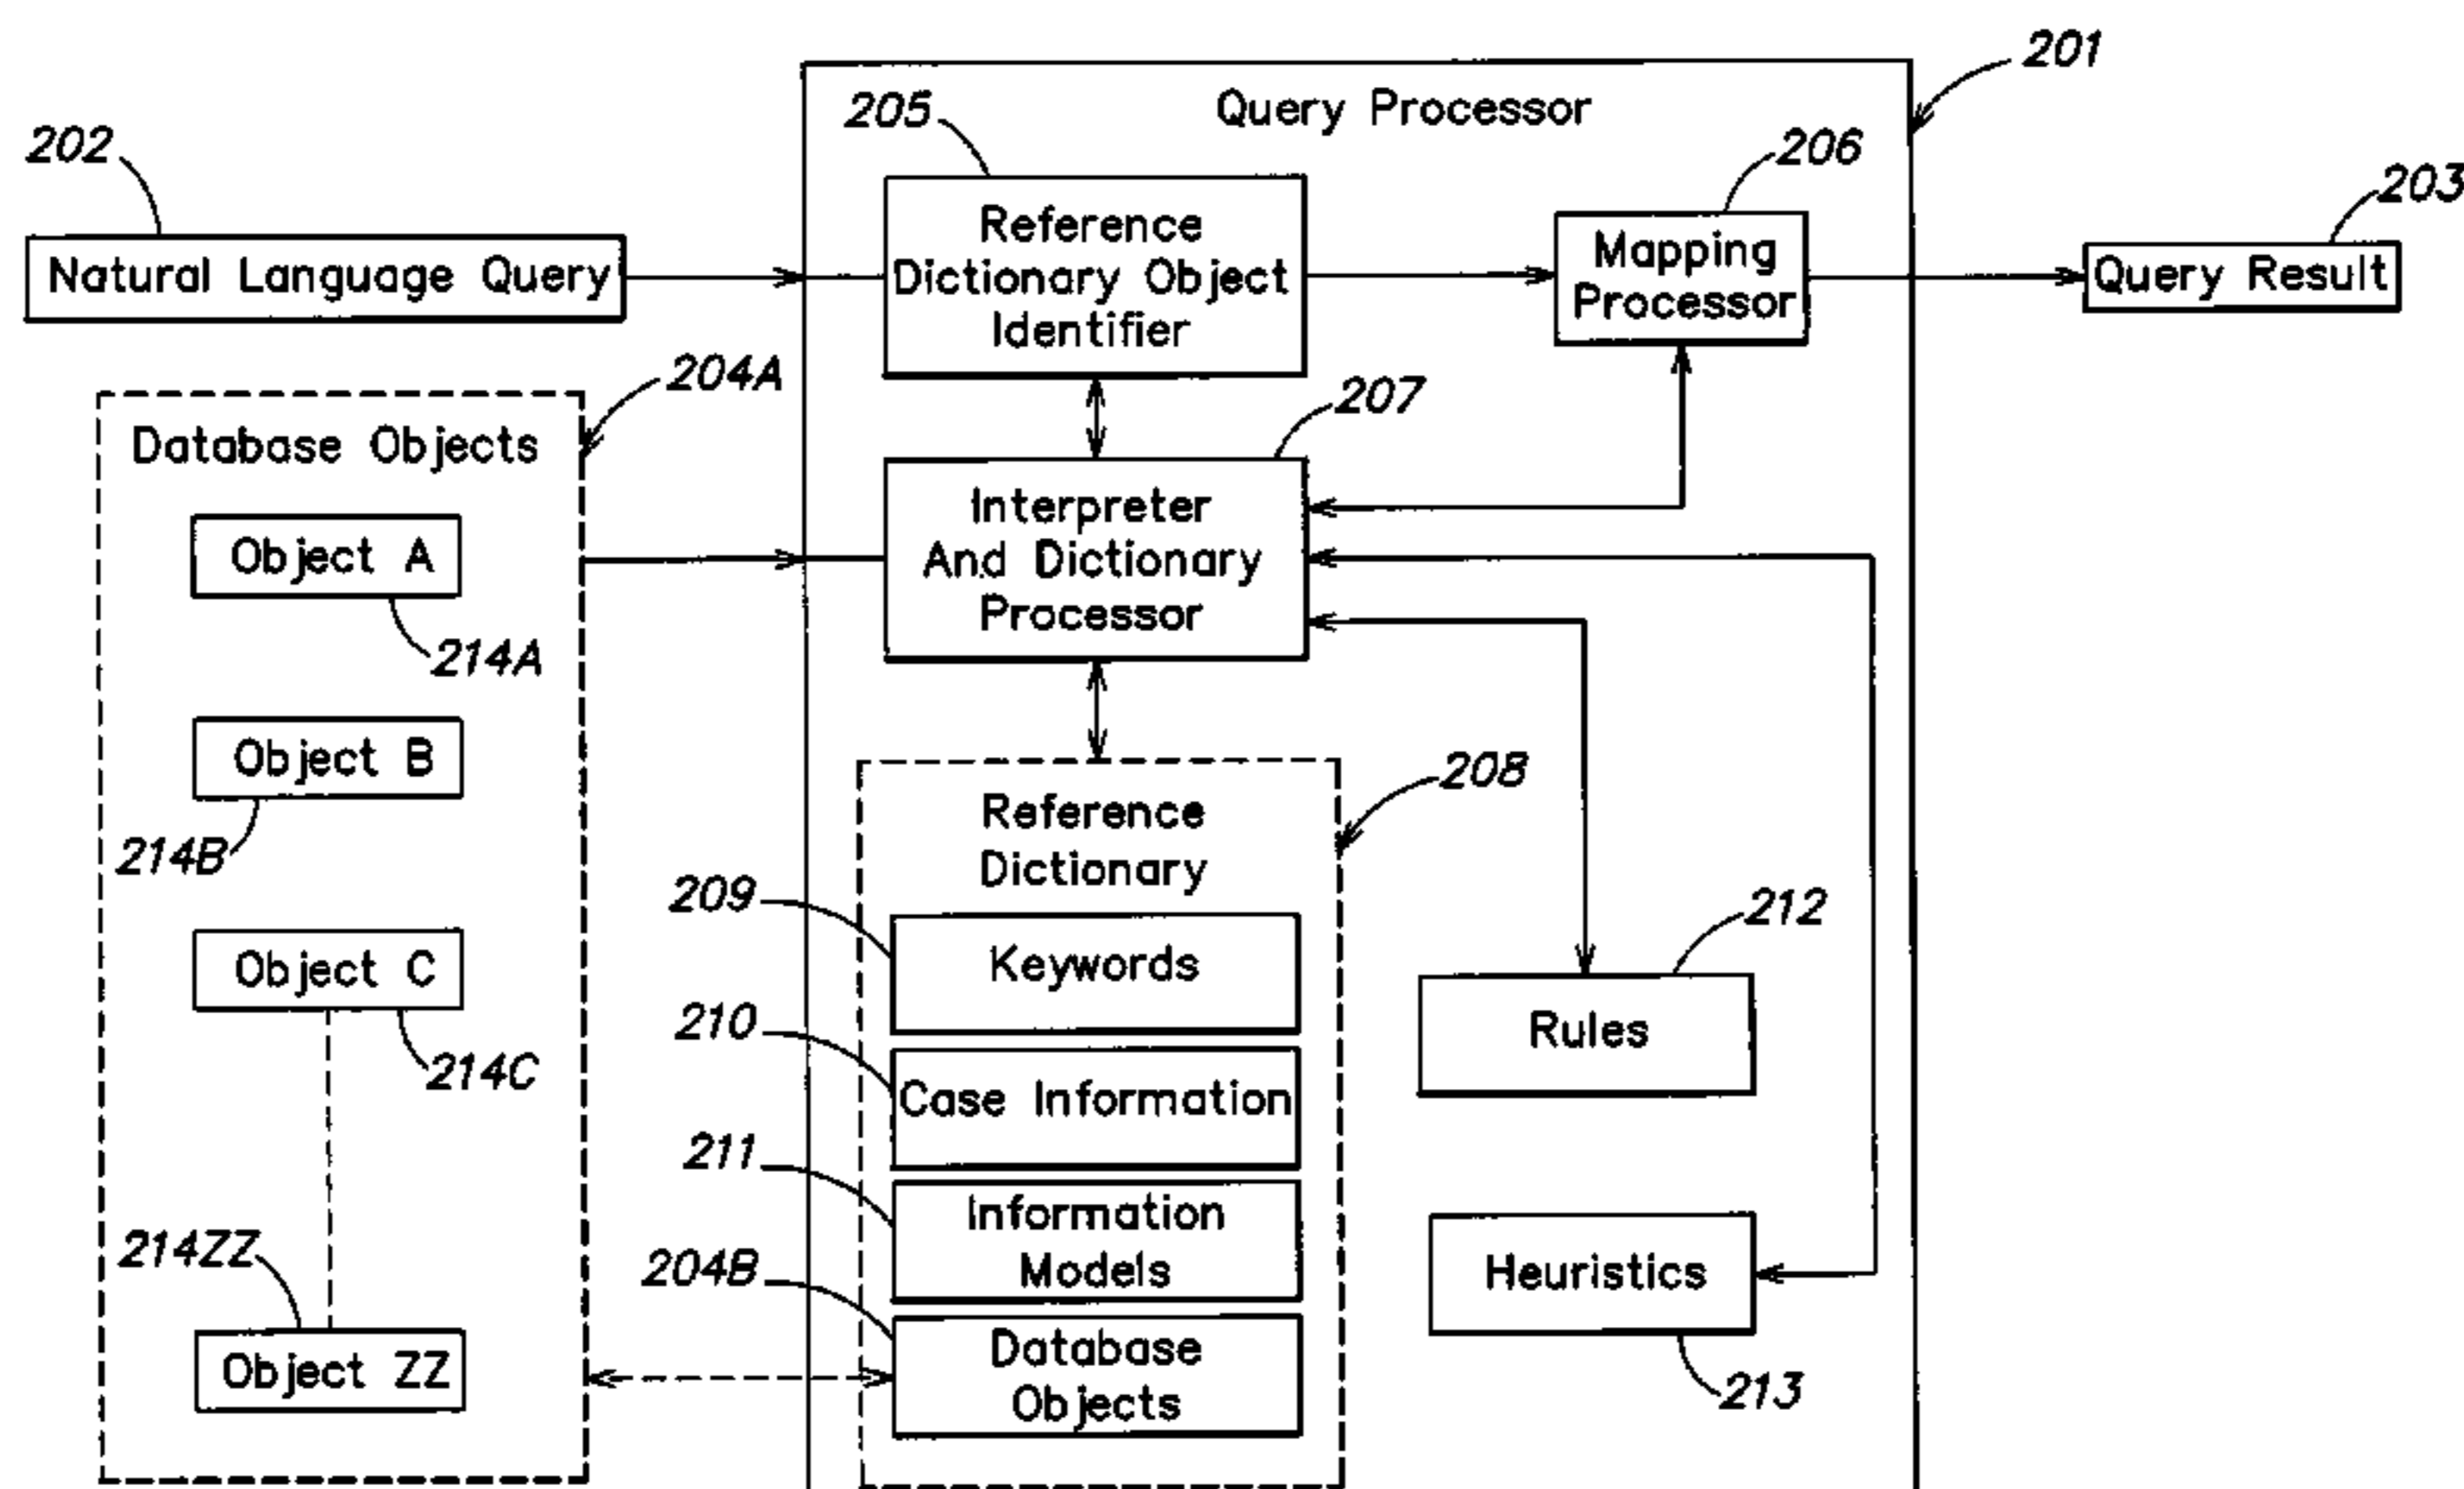 201
Query Processor
205
206
202
203
Reference
Dictionary Object
Identifier
Mapping
Processor
Natural Language Query
Query Result
204A
207
Database Objects
Interpreter
And Dictionary
Processor
Object A
214A
Object B
214B
208
Reference
Dictionary
209
Keywords
212
Object C
214C
210
Case Information
Rules
211
Information
Models
214ZZ
204B
Heuristics
Object ZZ
Database
Objects
213